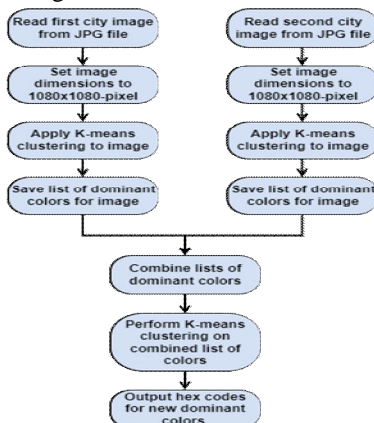 Read first city image
from JPG file
Read second city
image from JPG file
Set image
dimensions to
1080x1080-pixel
Set image
dimensions to
1080x1080-pixel
Apply K-means
clustering to image
Apply K-means
clustering to image
Save list of dominant
colors for image
Save list of dominant
colors for image
Combine lists of
dominant colors
Perform K-means
clustering on
combined list of
colors
Output hex codes
for new dominant
colors